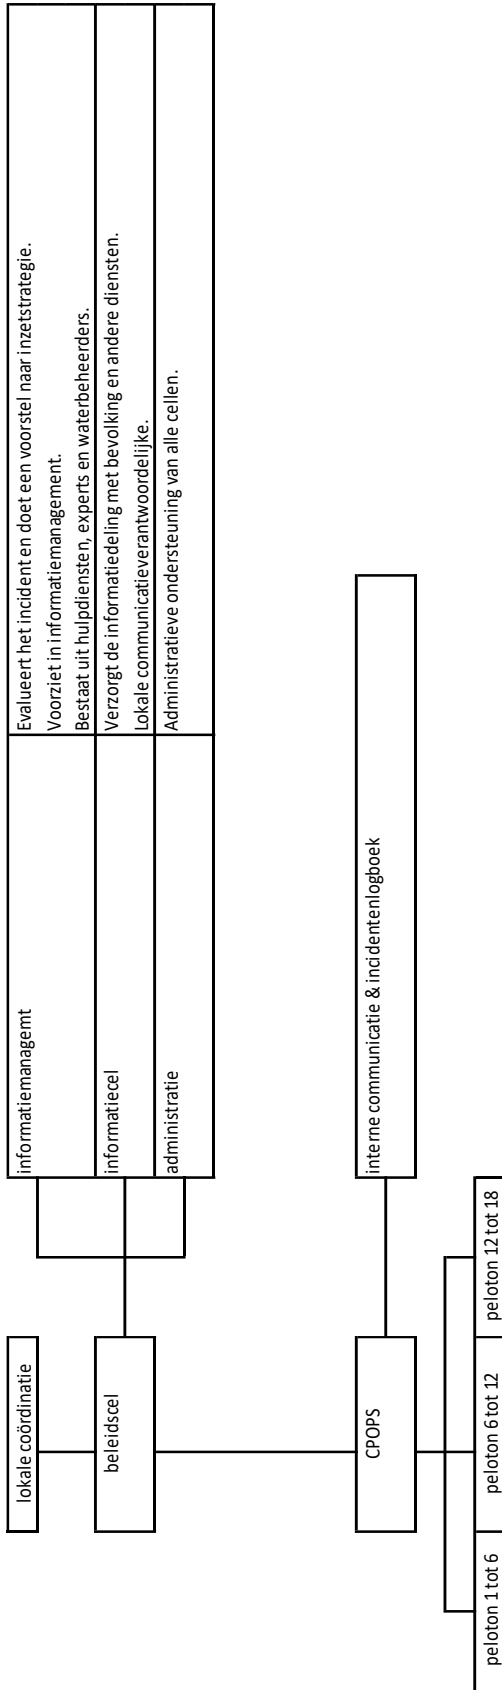 lokale coördinatie
informatiemanagemt
Evalueert het incident en doet een voorstel naar inzetstrategie.
Voorziet in informatiemanagement.
Bestaat uit hulpdiensten, experts en waterbeheerders.
beleidscel
informatiecel
Verzorgt de informatiedeling met bevolking en andere diensten.
Lokale communicatieverantwoordelijke.
administratie
Administratieve ondersteuning van alle cellen.
CPOPS
interne communicatie & incidentenlogboek
peloton 1 tot 6
peloton 6 tot 12
peloton 12 tot 18